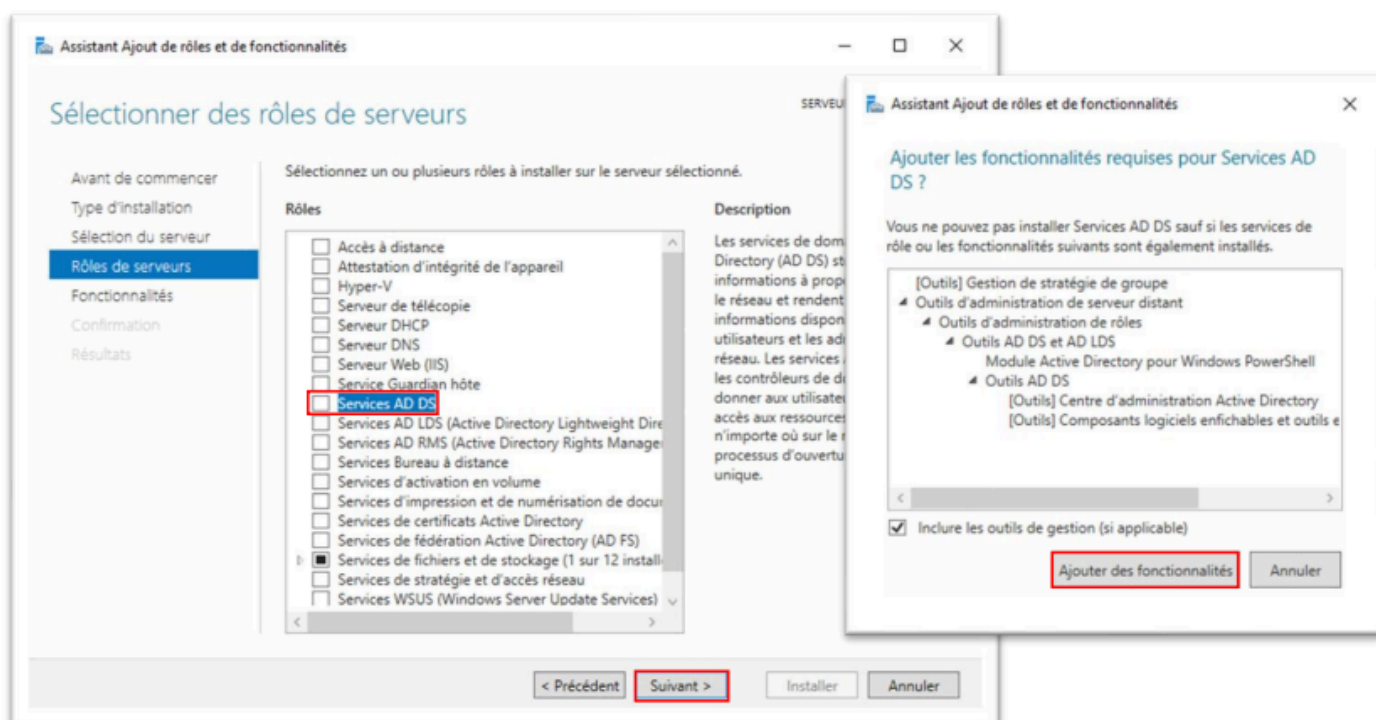 Assistant Ajout de rôles et de fonctionnalités
Sélectionner des rôles de serveurs
Avant de commencer
Type d'installation
Sélection du serveur
Rôles de serveurs
Fonctionnalités
Confirmation
Résultats
Sélectionnez un ou plusieurs rôles à installer sur le serveur sélectionné.
Rôles
Accès à distance
Attestation d'intégrité de l'appareil
Hyper-V
Serveur de télécopie
Serveur DHCP
Serveur DNS
Serveur Web (IIS)
Service Guardian hôte
Services AD DS
Services AD LDS (Active Directory Lightweight Dire
Services AD RMS (Active Directory Rights Manage
Services Bureau à distance
Services d'activation en volume
Services d'impression et de numérisation de docu
Services de certificats Active Directory
Services de fédération Active Directory (AD FS)
Services de fichiers et de stockage (1 sur 12 install
Services de stratégie et d'accès réseau
Services WSUS (Windows Server Update Services)
SERVEU
Description
Les services de dom
Directory (AD DS) st
informations à prop
le réseau et rendent
informations dispon
utilisateurs et les ad
réseau. Les services
les contrôleurs de d
donner aux utilisate
accès aux ressources
n'importe où sur le r
processus d'ouvertu
unique.
< Précédent
Suivant >
Installer
Annuler
Assistant Ajout de rôles et de fonctionnalités
Ajouter les fonctionnalités requises pour Services AD
DS ?
Vous ne pouvez pas installer Services AD DS sauf si les services de
rôle ou les fonctionnalités suivants sont également installés.
[Outils] Gestion de stratégie de groupe
Outils d'administration de serveur distant
Outils d'administration de rôles
Outils AD DS et AD LDS
Module Active Directory pour Windows PowerShell
Outils AD DS
[Outils] Centre d'administration Active Directory
[Outils] Composants logiciels enfichables et outils e
Inclure les outils de gestion (si applicable)
Ajouter des fonctionnalités
Annuler